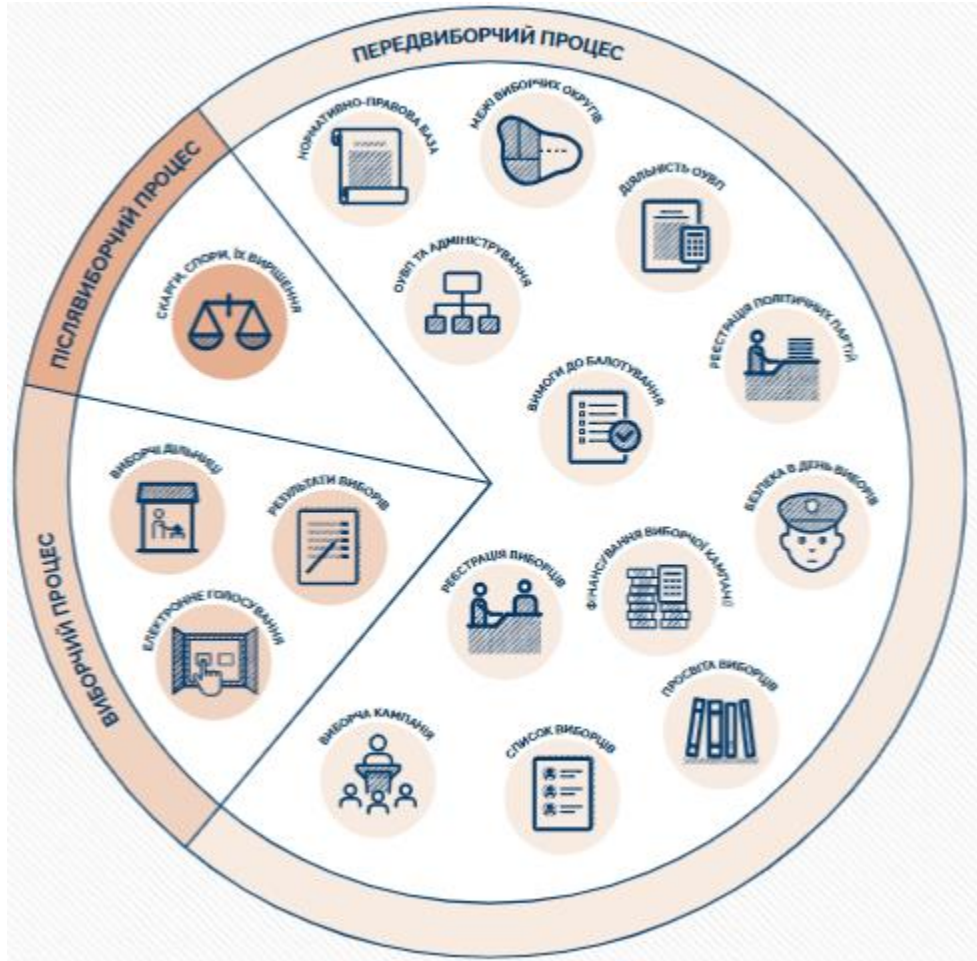 ПЕРЕДВИБОРЧИЙ ПРОЦЕС
НОРМАТИВНО-ПРАВОВА БАЗА
МЕЖІ ВИБОРЧИХ ОКРУГІВ
ДІЯЛЬНІСТЬ ОУВП
ОУВП ТА АДМІНІСТРУВАННЯ
РЕЄСТРАЦІЯ ПОЛІТИЧНИХ ПАРТІЙ
ВИМОГИ ДО БАЛОТУВАННЯ
БЕЗПЕКА В ДЕНЬ ВИБОРІВ
ФІНАНСУВАННЯ ВИБОРЧОЇ КАМПАНІЇ
РЕЄСТРАЦІЯ ВИБОРЦІВ
ПРОСВІТА ВИБОРЦІВ
СПИСОК ВИБОРЦІВ
ВИБОРЧА КАМПАНІЯ
ВИБОРЧИЙ ПРОЦЕС
ВИБОРЧІ ДІЛЬНИЦІ
РЕЗУЛЬТАТИ ВИБОРІВ
ЕЛЕКТРОННЕ ГОЛОСУВАННЯ
ПІСЛЯВИБОРЧИЙ ПРОЦЕС
СКАРГИ, СПОРИ, ЇХ ВИРІШЕННЯ